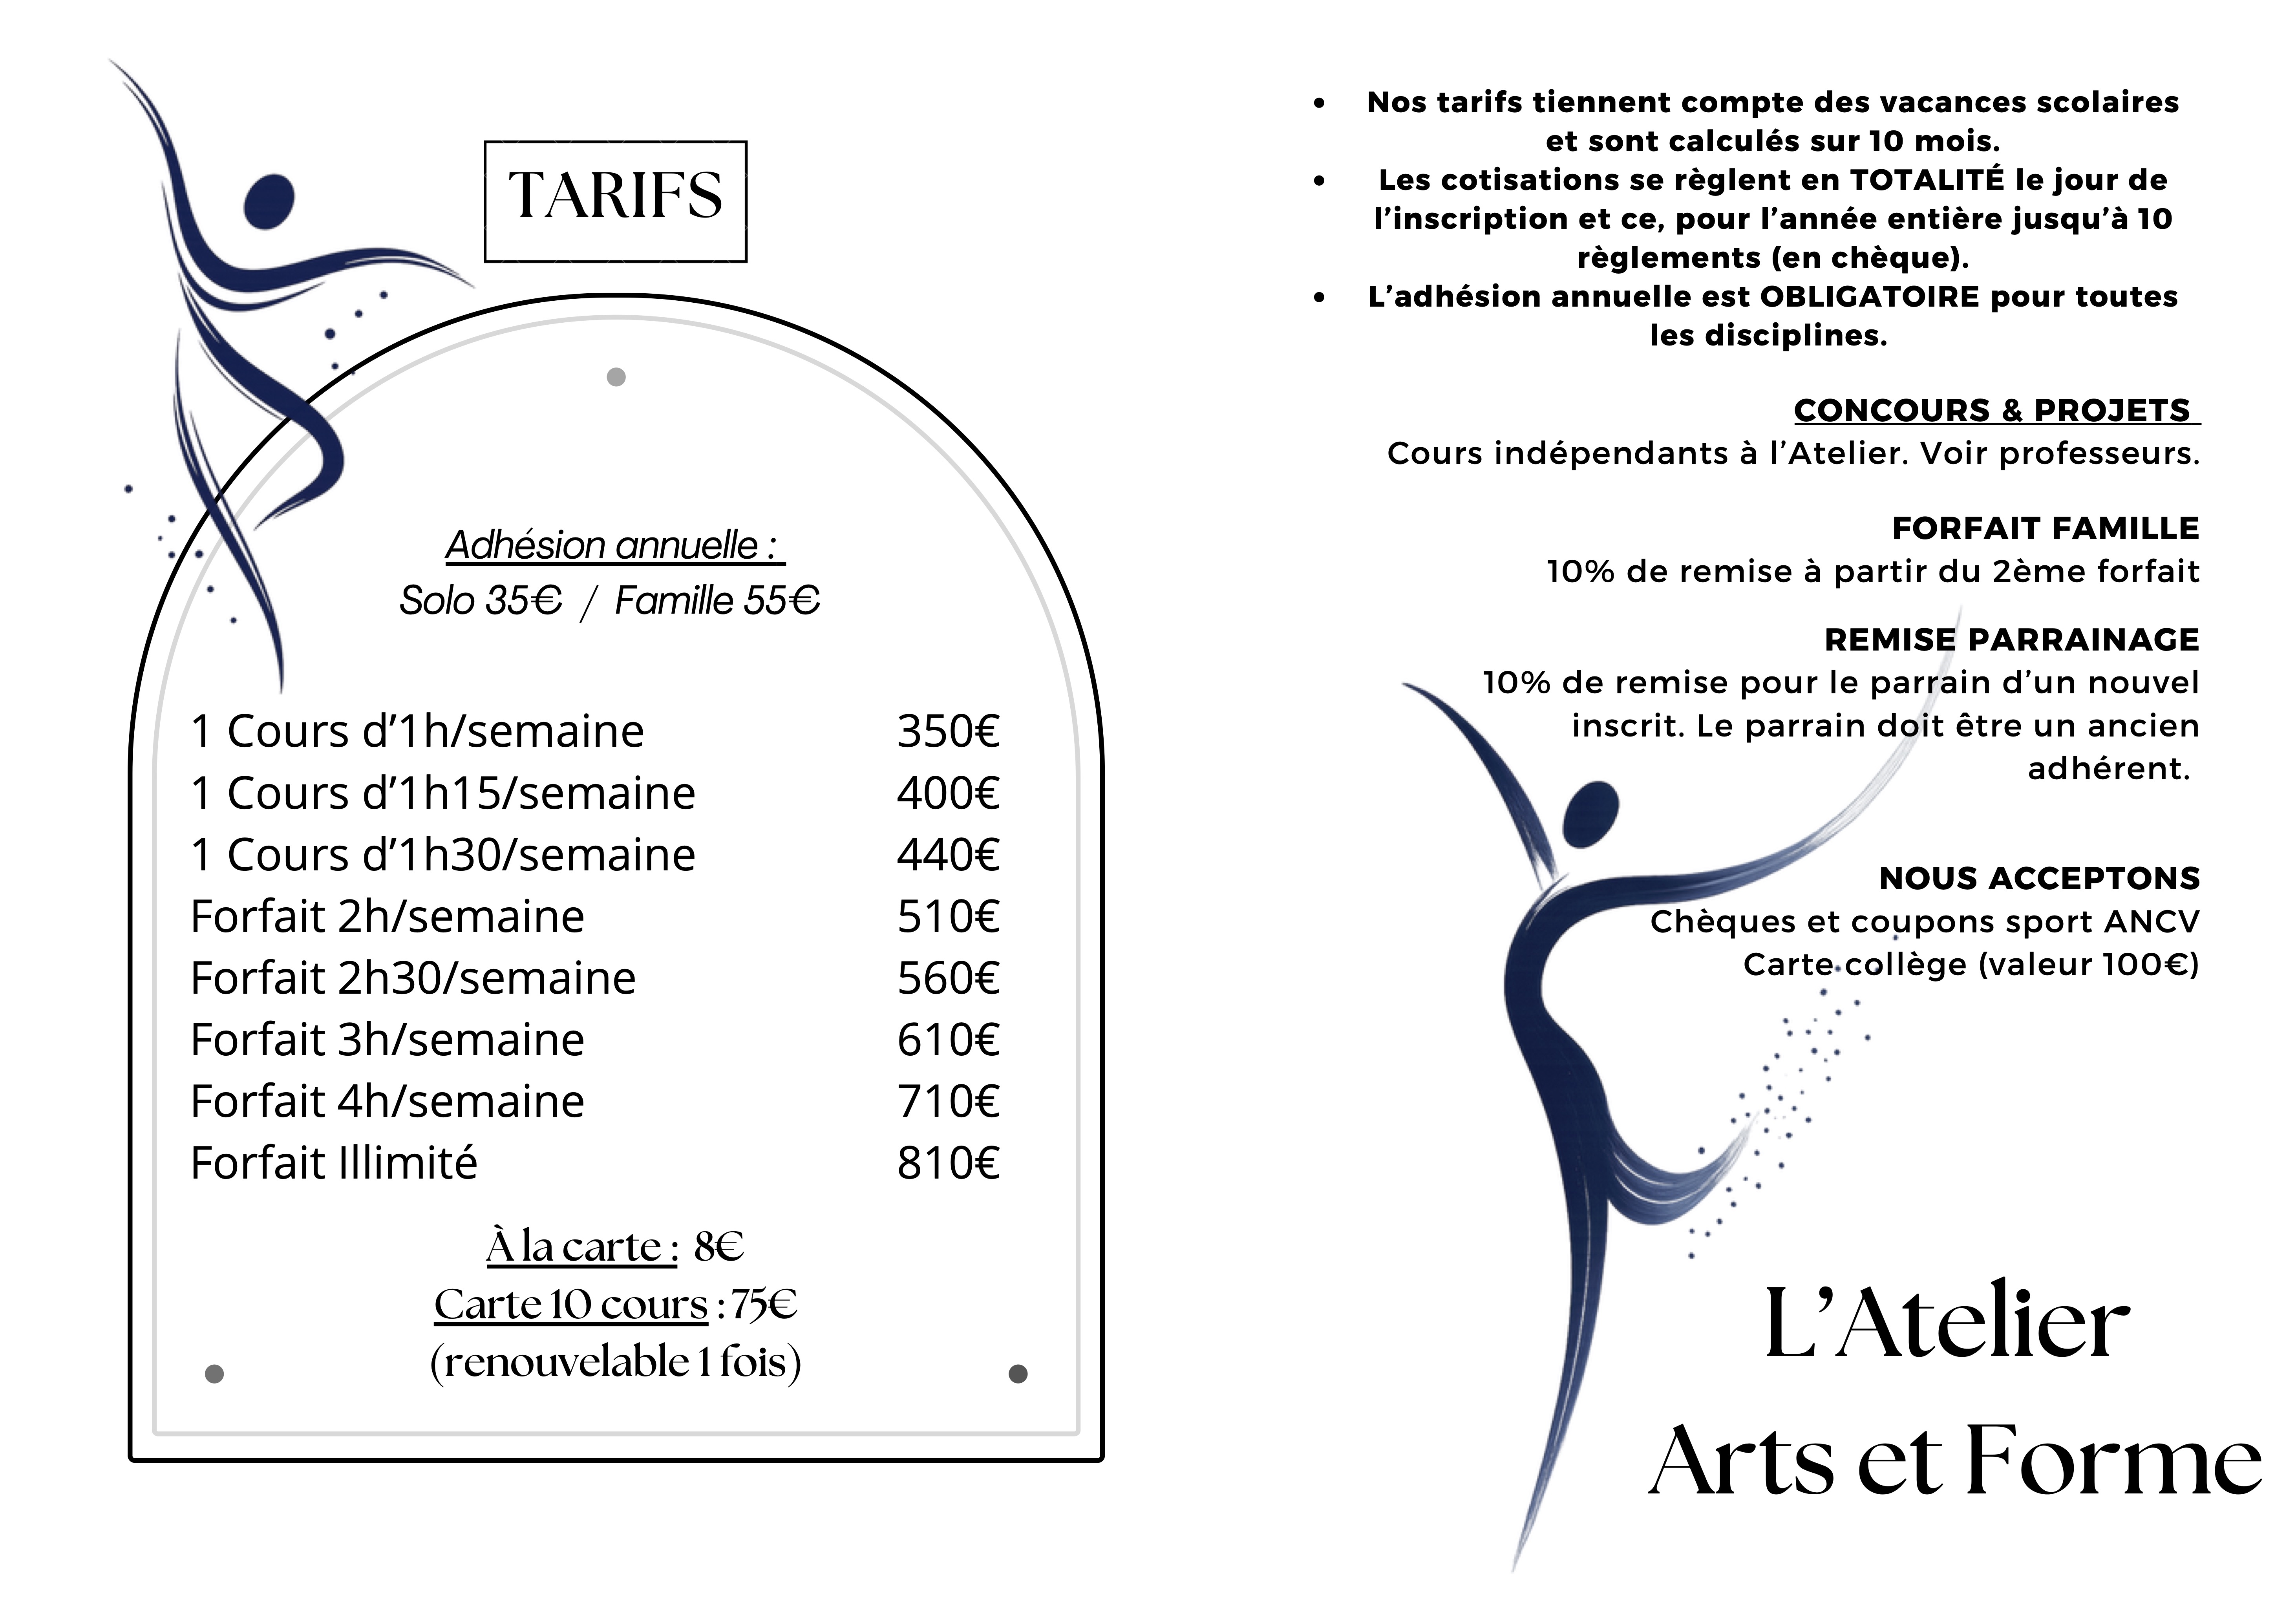 TARIFS
Adhésion annuelle :
Solo 35€ / Famille 55€
1 Cours d’1h/semaine 350€
1 Cours d’1h15/semaine 400€
1 Cours d’1h30/semaine 440€
Forfait 2h/semaine 510€
Forfait 2h30/semaine 560€
Forfait 3h/semaine 610€
Forfait 4h/semaine 710€
Forfait Illimité 810€
À la carte : 8€
Carte 10 cours : 75€
(renouvelable 1 fois)
• Nos tarifs tiennent compte des vacances scolaires
et sont calculés sur 10 mois.
• Les cotisations se règlent en TOTALITÉ le jour de
l’inscription et ce, pour l’année entière jusqu’à 10
règlements (en chèque).
• L’adhésion annuelle est OBLIGATOIRE pour toutes
les disciplines.
CONCOURS & PROJETS
Cours indépendants à l’Atelier. Voir professeurs.
FORFAIT FAMILLE
10% de remise à partir du 2ème forfait
REMISE PARRAINAGE
10% de remise pour le parrain d’un nouvel
inscrit. Le parrain doit être un ancien
adhérent.
NOUS ACCEPTONS
Chèques et coupons sport ANCV
Carte collège (valeur 100€)
L’Atelier
Arts et Forme